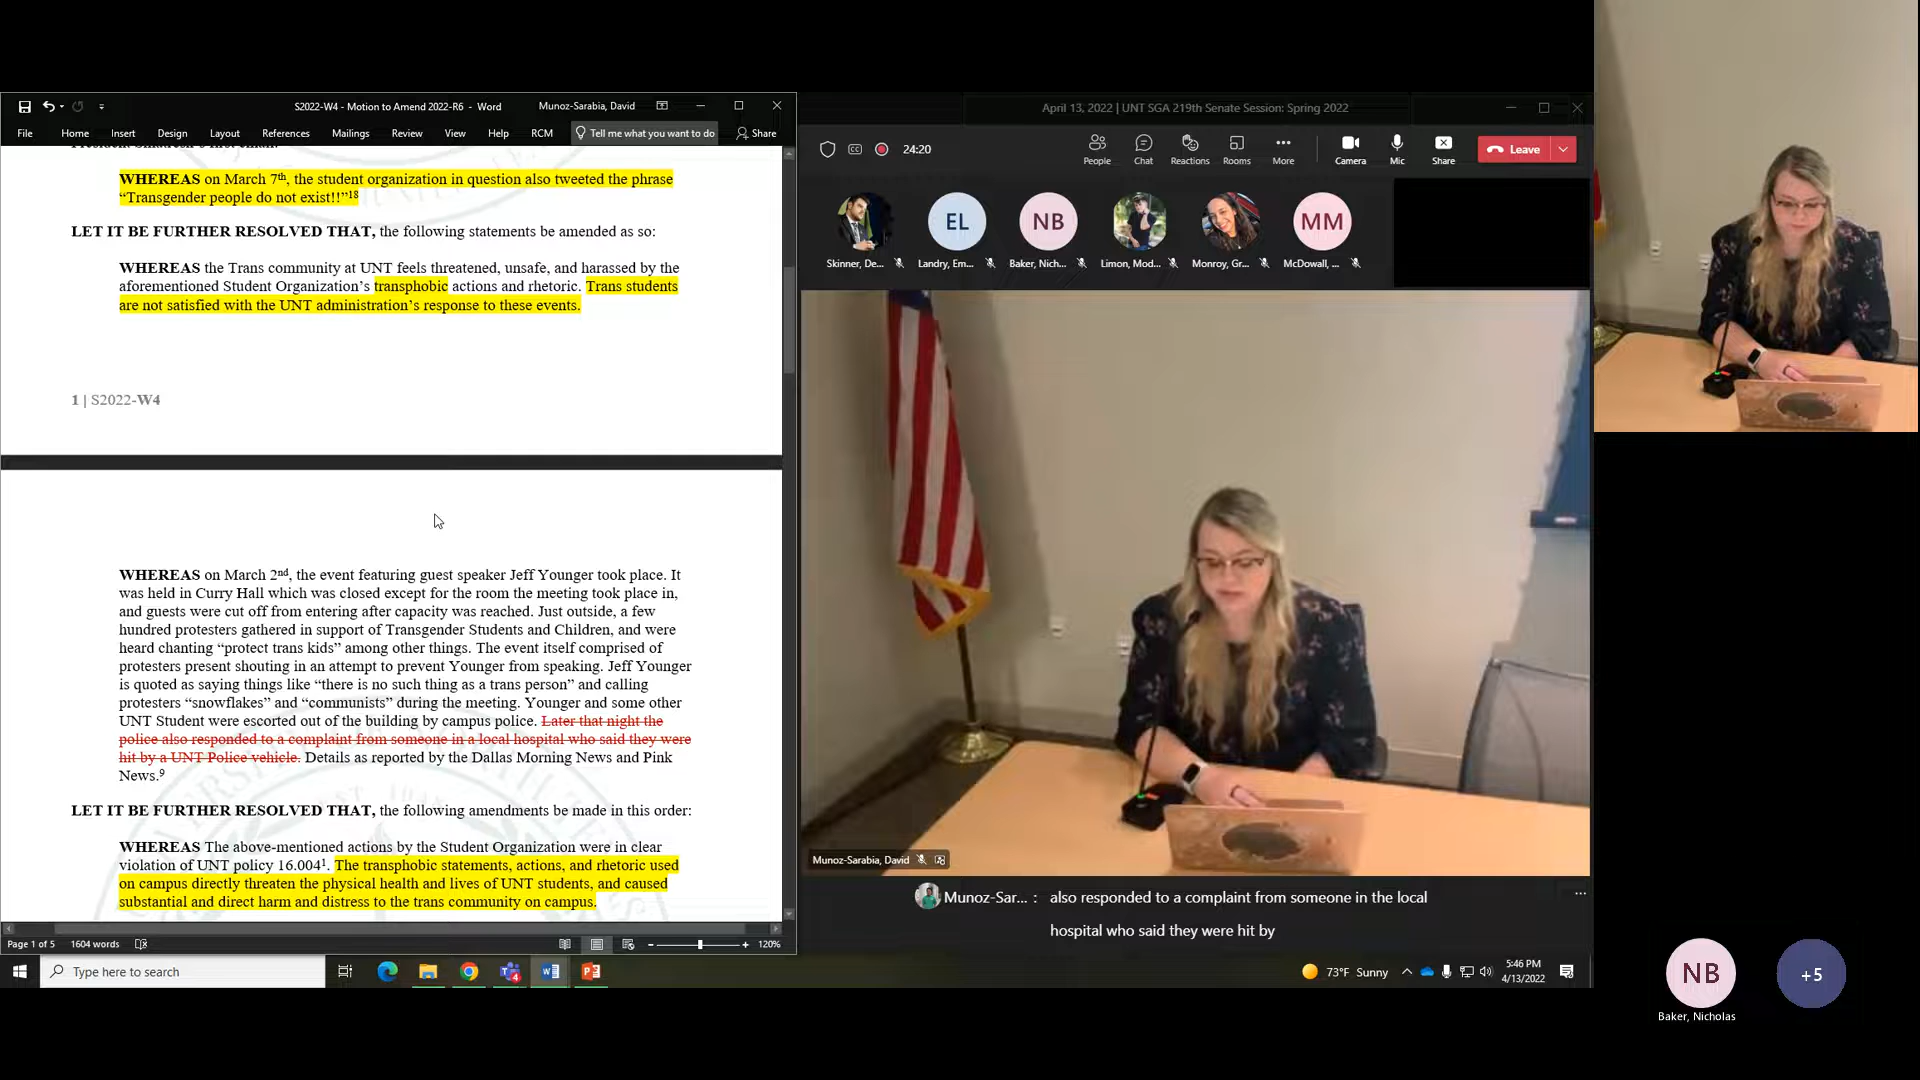 S2022-W4 - Motion to Amend 2022-R6 - Word
Munoz-Sarabia, David
File
Home
Insert
Design
Layout
References
Mailings
Review
View
Help
RCM
Tell me what you want to do
Share
WHEREAS on March 7th, the student organization in question also tweeted the phrase
“Transgender people do not exist!!”18
LET IT BE FURTHER RESOLVED THAT, the following statements be amended as so:
WHEREAS the Trans community at UNT feels threatened, unsafe, and harassed by the
aforementioned Student Organization’s transphobic actions and rhetoric. Trans students
are not satisfied with the UNT administration’s response to these events.
1 | S2022-W4
WHEREAS on March 2nd, the event featuring guest speaker Jeff Younger took place. It
was held in Curry Hall which was closed except for the room the meeting took place in,
and guests were cut off from entering after capacity was reached. Just outside, a few
hundred protesters gathered in support of Transgender Students and Children, and were
heard chanting “protect trans kids” among other things. The event itself comprised of
protesters present shouting in an attempt to prevent Younger from speaking. Jeff Younger
is quoted as saying things like “there is no such thing as a trans person” and calling
protesters “snowflakes” and “communists” during the meeting. Younger and some other
UNT Student were escorted out of the building by campus police. Later that night the
police also responded to a complaint from someone in a local hospital who said they were
hit by a UNT Police vehicle. Details as reported by the Dallas Morning News and Pink
News.9
LET IT BE FURTHER RESOLVED THAT, the following amendments be made in this order:
WHEREAS The above-mentioned actions by the Student Organization were in clear
violation of UNT policy 16.0041. The transphobic statements, actions, and rhetoric used
on campus directly threaten the physical health and lives of UNT students, and caused
substantial and direct harm and distress to the trans community on campus.
Page 1 of 5
1604 words
120%
Type here to search
April 13, 2022 | UNT SGA 219th Senate Session: Spring 2022
24:20
People
Chat
Reactions
Rooms
More
Camera
Mic
Share
Leave
EL
NB
MM
Skinner, De...
Landry, Em...
Baker, Nich...
Limon, Mod...
Monroy, Gr...
McDowall, ...
Munoz-Sarabia, David
Munoz-Sar... : also responded to a complaint from someone in the local
hospital who said they were hit by
73°F Sunny
5:46 PM
4/13/2022
NB
+5
Baker, Nicholas